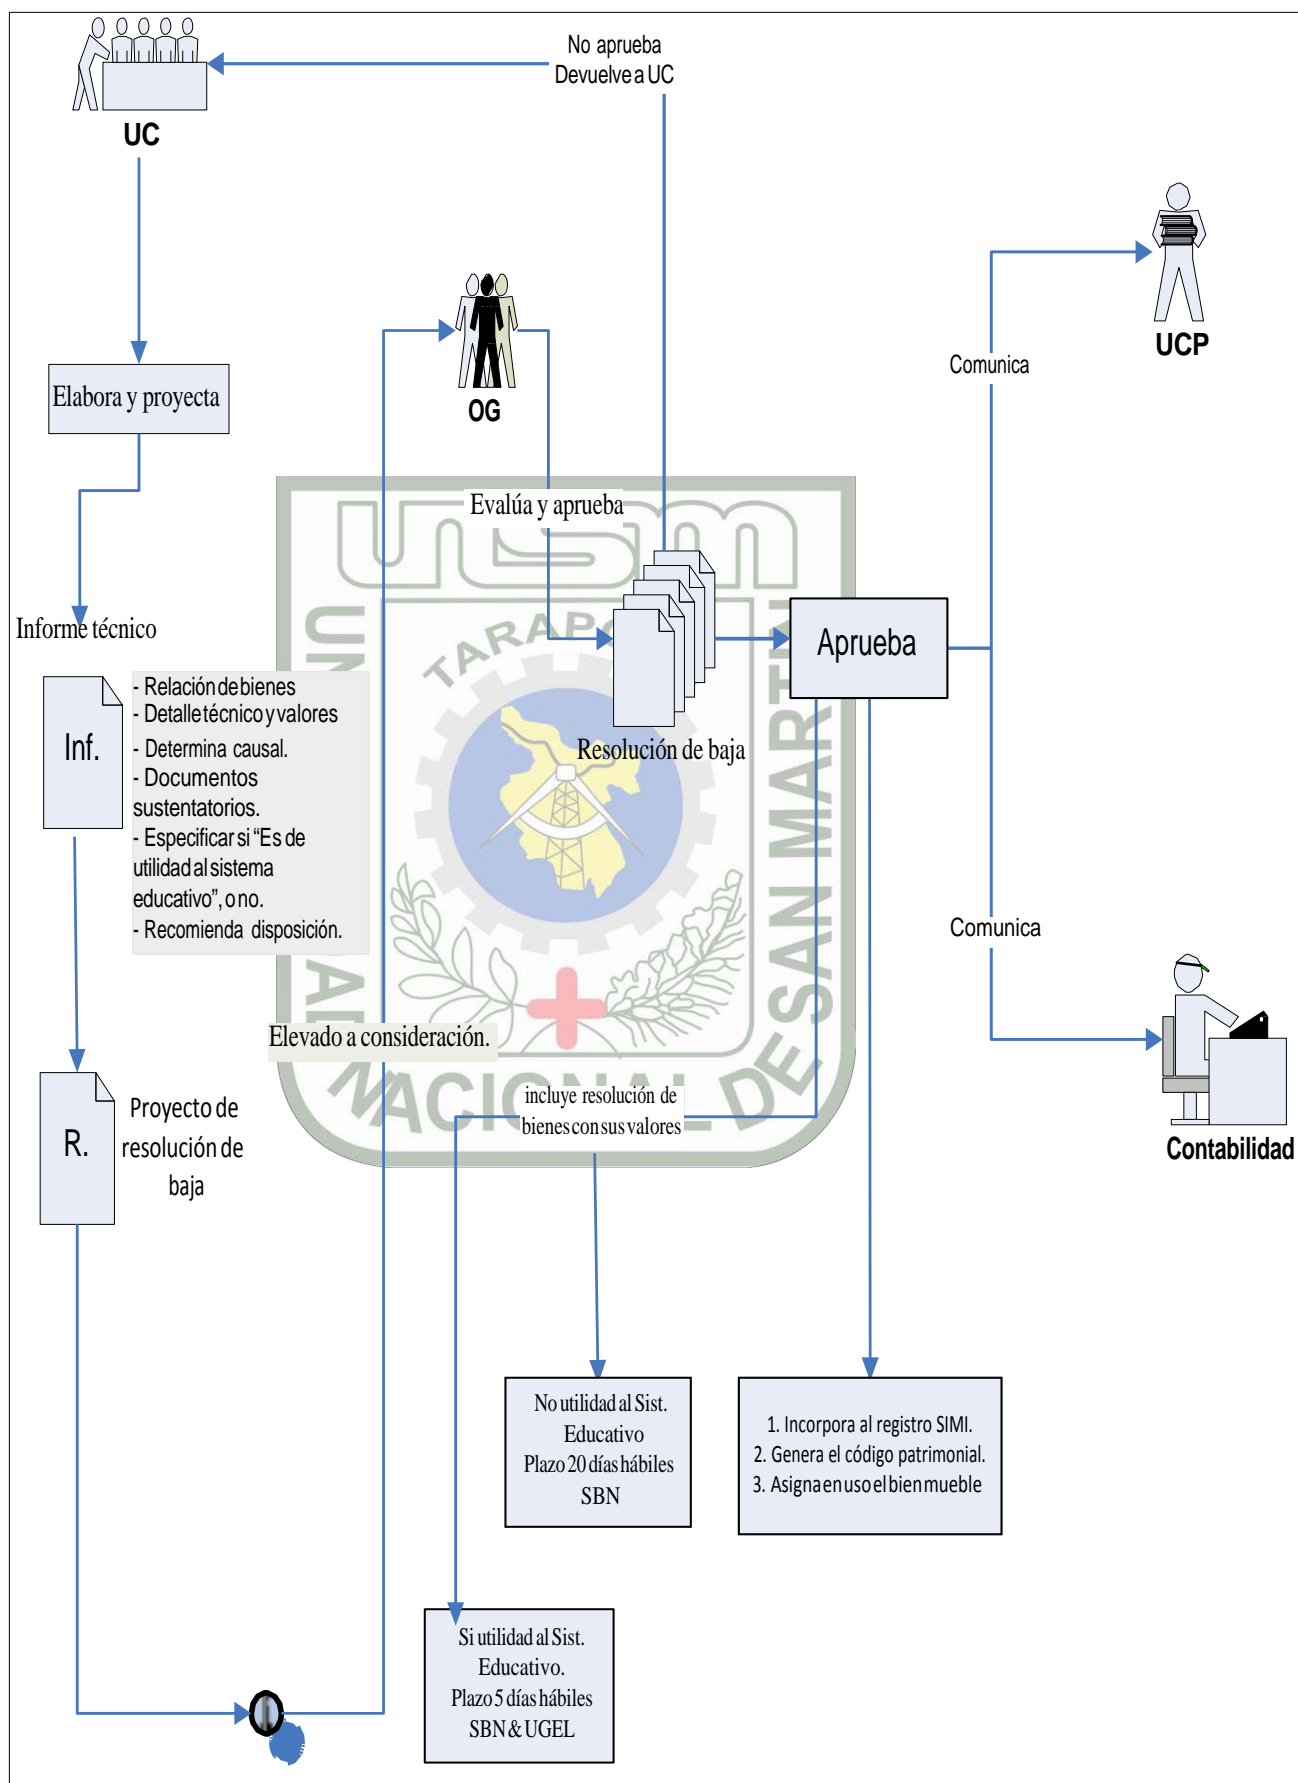 No aprueba
Devuelve a UC
UC
UCP
Comunica
Elabora y proyecta
OG
Evalúa y aprueba
Informe técnico
Aprueba
Inf.
- Relación de bienes
- Detalle técnico y valores
- Determina causal.
- Documentos
sustentatorios.
- Especificar si “Es de
utilidad al sistema
educativo”, o no.
- Recomienda disposición.
Resolución de baja
Comunica
Elevado a consideración.
R.
Proyecto de
resolución de
baja
incluye resolución de
bienes con sus valores
Contabilidad
No utilidad al Sist.
Educativo
Plazo 20 días hábiles
SBN
1. Incorpora al registro SIMI.
2. Genera el código patrimonial.
3. Asigna en uso el bien mueble
Si utilidad al Sist.
Educativo.
Plazo 5 días hábiles
SBN & UGEL
unsm
NACIONAL DE SAN MARTIN